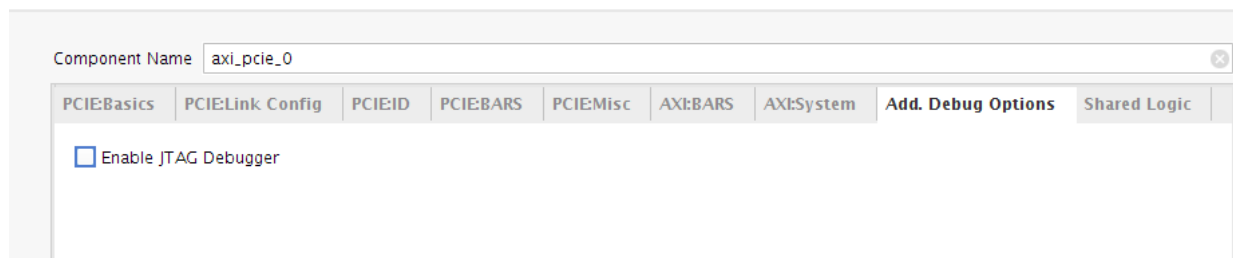 Component Name axi_pcie_0
PCIE:Basics PCIE:Link Config PCIE:ID PCIE:BARS PCIE:Misc AXI:BARS AXI:System Add. Debug Options Shared Logic
Enable JTAG Debugger